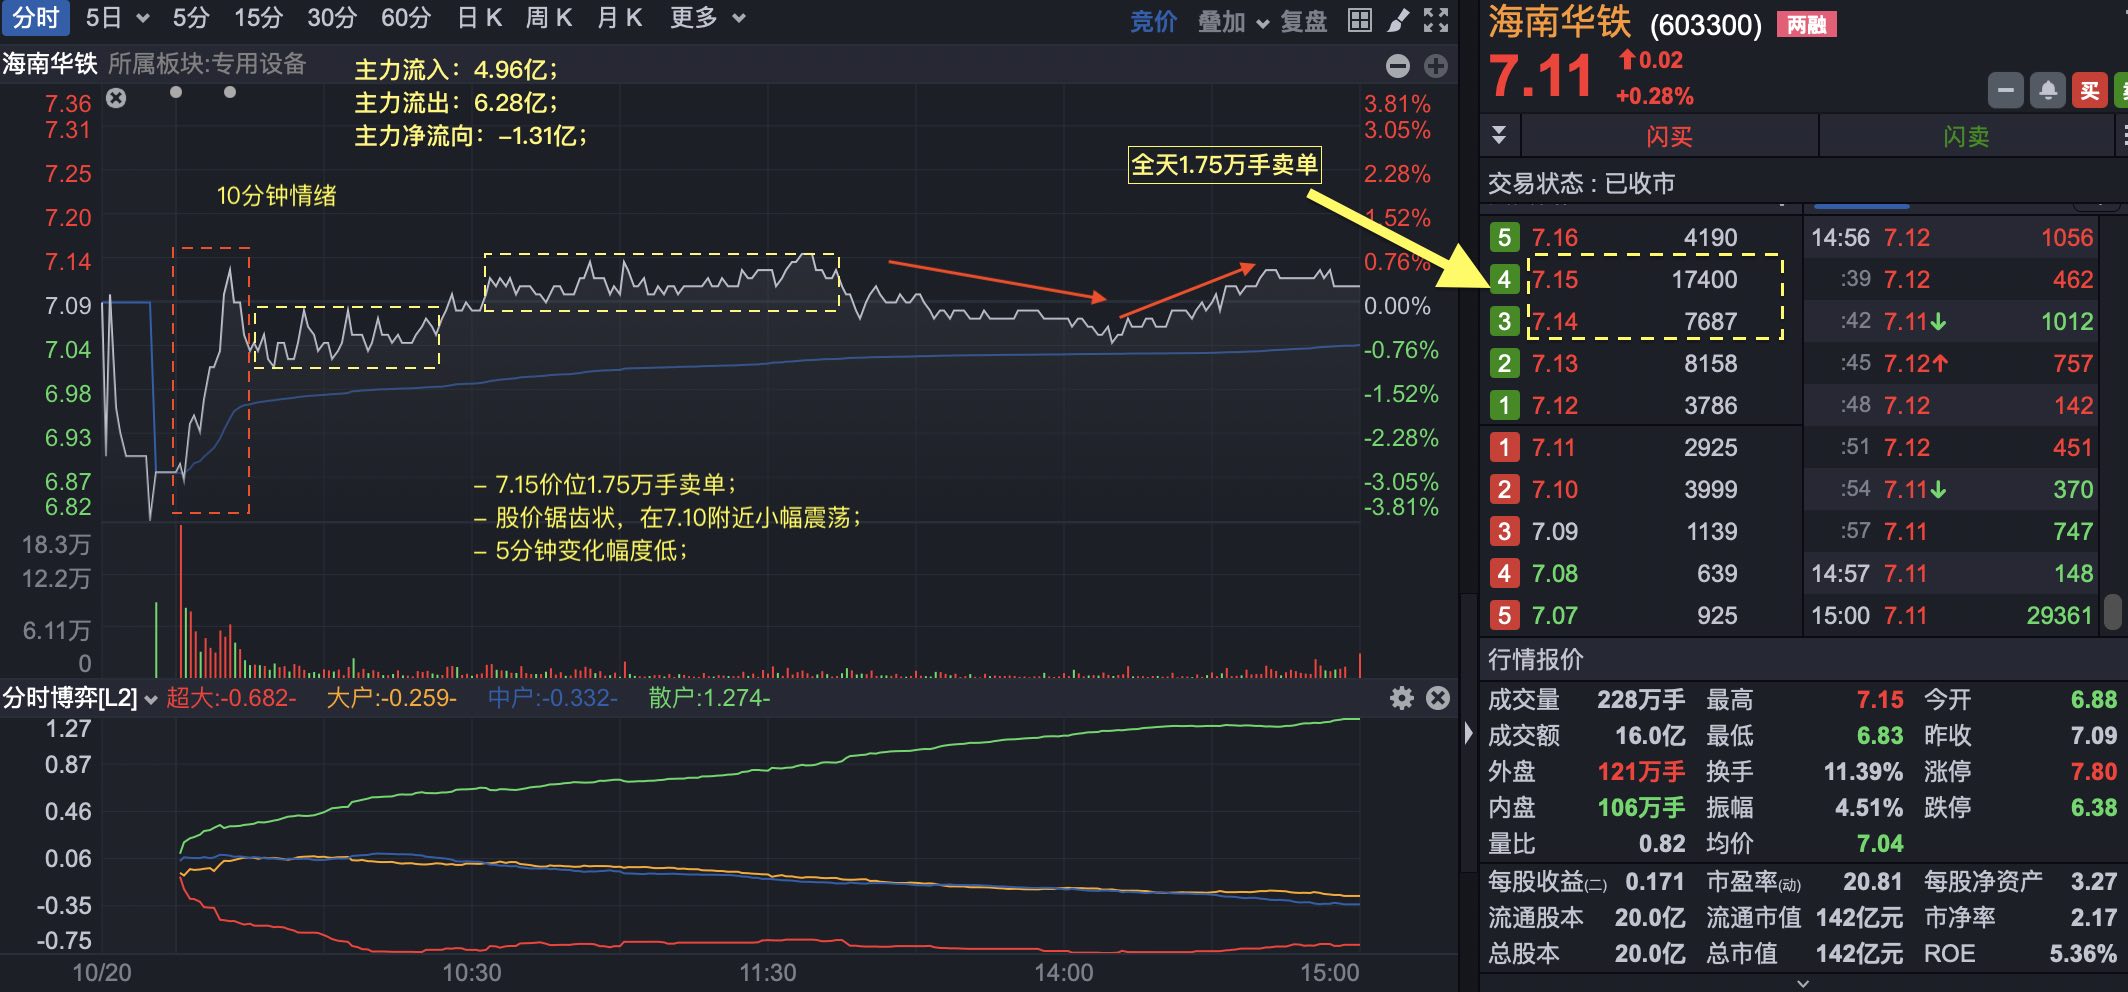 分时 5日 5分 15分 30分 60分 日K 周K 月K 更多 竞价 叠加 复盘
海南华铁 所属板块:专用设备
主力流入：4.96亿；
主力流出：6.28亿；
主力净流向：-1.31亿；
10分钟情绪
全天1.75万手卖单
- 7.15价位1.75万手卖单；
- 股价锯齿状，在7.10附近小幅震荡；
- 5分钟变化幅度低；
7.36 3.81%
7.31 3.05%
7.25 2.28%
7.20 1.52%
7.14 0.76%
7.09 0.00%
7.04 -0.76%
6.98 -1.52%
6.93 -2.28%
6.87 -3.05%
6.82 -3.81%
18.3万
12.2万
6.11万
0
分时博弈[L2] 超大:-0.682- 大户:-0.259- 中户:-0.332- 散户:1.274-
1.27
0.87
0.46
0.06
-0.35
-0.75
10/20 10:30 11:30 14:00 15:00
海南华铁 (603300) 两融
7.11 0.02
+0.28%
买
闪买 闪卖
交易状态 : 已收市
5 7.16 4190 14:56 7.12 1056
4 7.15 17400 :39 7.12 462
3 7.14 7687 :42 7.11↓ 1012
2 7.13 8158 :45 7.12↑ 757
1 7.12 3786 :48 7.12 142
1 7.11 2925 :51 7.12 451
2 7.10 3999 :54 7.11↓ 370
3 7.09 1139 :57 7.11 747
4 7.08 639 14:57 7.11 148
5 7.07 925 15:00 7.11 29361
行情报价
成交量 228万手 最高 7.15 今开 6.88
成交额 16.0亿 最低 6.83 昨收 7.09
外盘 121万手 换手 11.39% 涨停 7.80
内盘 106万手 振幅 4.51% 跌停 6.38
量比 0.82 均价 7.04
每股收益(二) 0.171 市盈率(动) 20.81 每股净资产 3.27
流通股本 20.0亿 流通市值 142亿元 市净率 2.17
总股本 20.0亿 总市值 142亿元 ROE 5.36%